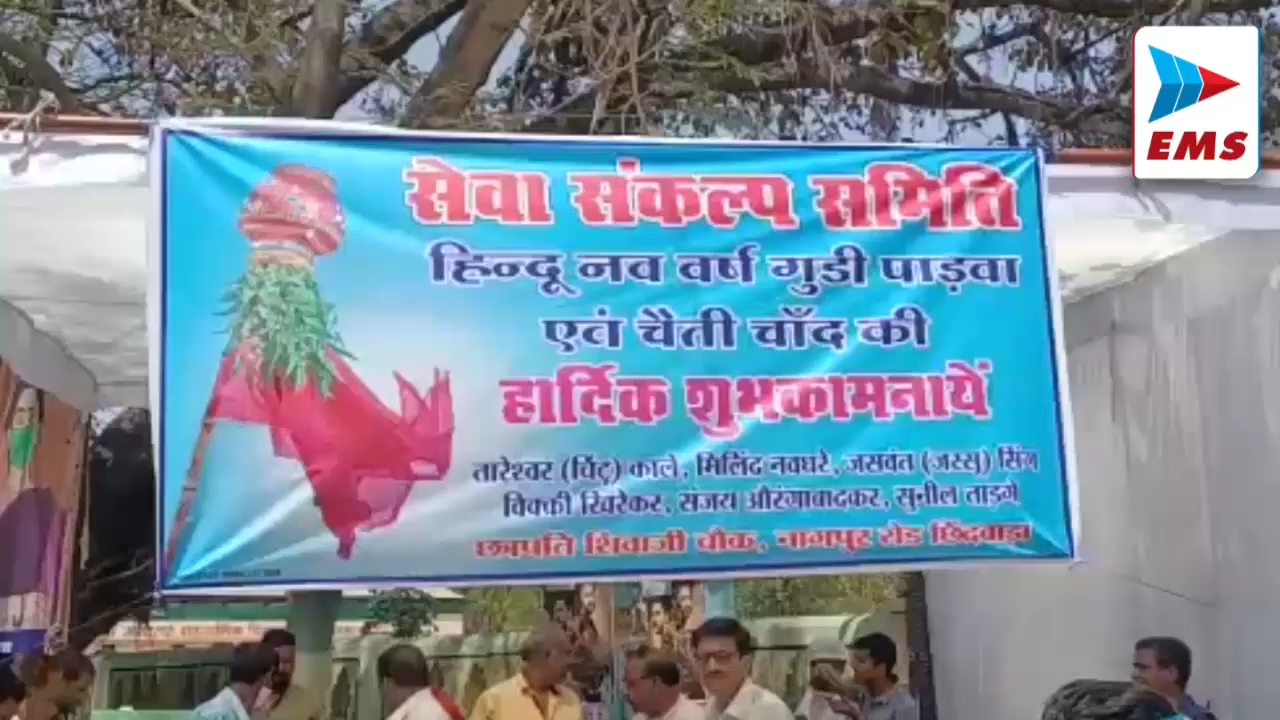 EMS
सेवा संकल्प समिति
हिन्दू नव वर्ष गुडी पाड़वा
एवं चैती चाँद की
हार्दिक शुभकामनायें
तारेश्वर (चिंटू) काले, मिलिंद नवघरे, जसवंत (जस्सु) सिंग
विक्की खिरेकर, संजय औरंगाबादकर, सुनील ताड़गे
छत्रपति शिवाजी चौक, नागपुर रोड छिंदवाड़ा